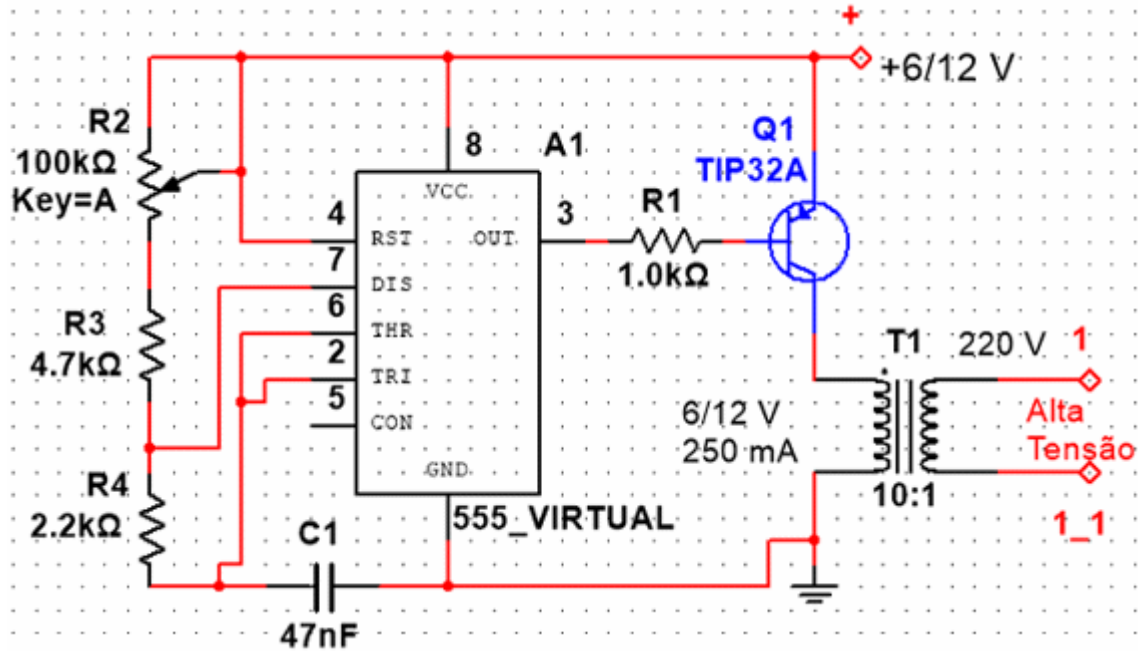 +
+6/12 V
R2
100kΩ
Key=A
8
A1
Q1
TIP32A
VCC
4
RST
OUT
3
R1
1.0kΩ
7
DIS
6
THR
2
TRI
5
CON
GND
555_VIRTUAL
R3
4.7kΩ
R4
2.2kΩ
C1
47nF
T1
220 V
1
6/12 V
250 mA
Alta
Tensão
10:1
1_1